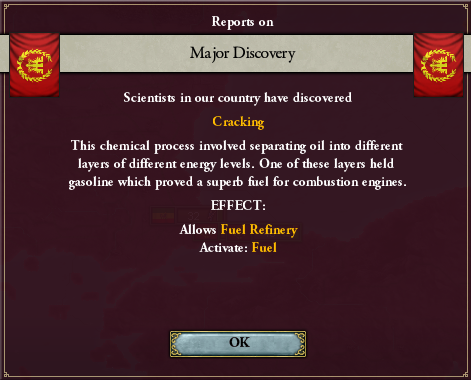 Reports on
Major Discovery
Scientists in our country have discovered
Cracking
This chemical process involved separating oil into different
layers of different energy levels. One of these layers held
gasoline which proved a superb fuel for combustion engines.
EFFECT:
Allows Fuel Refinery
Activate: Fuel
OK